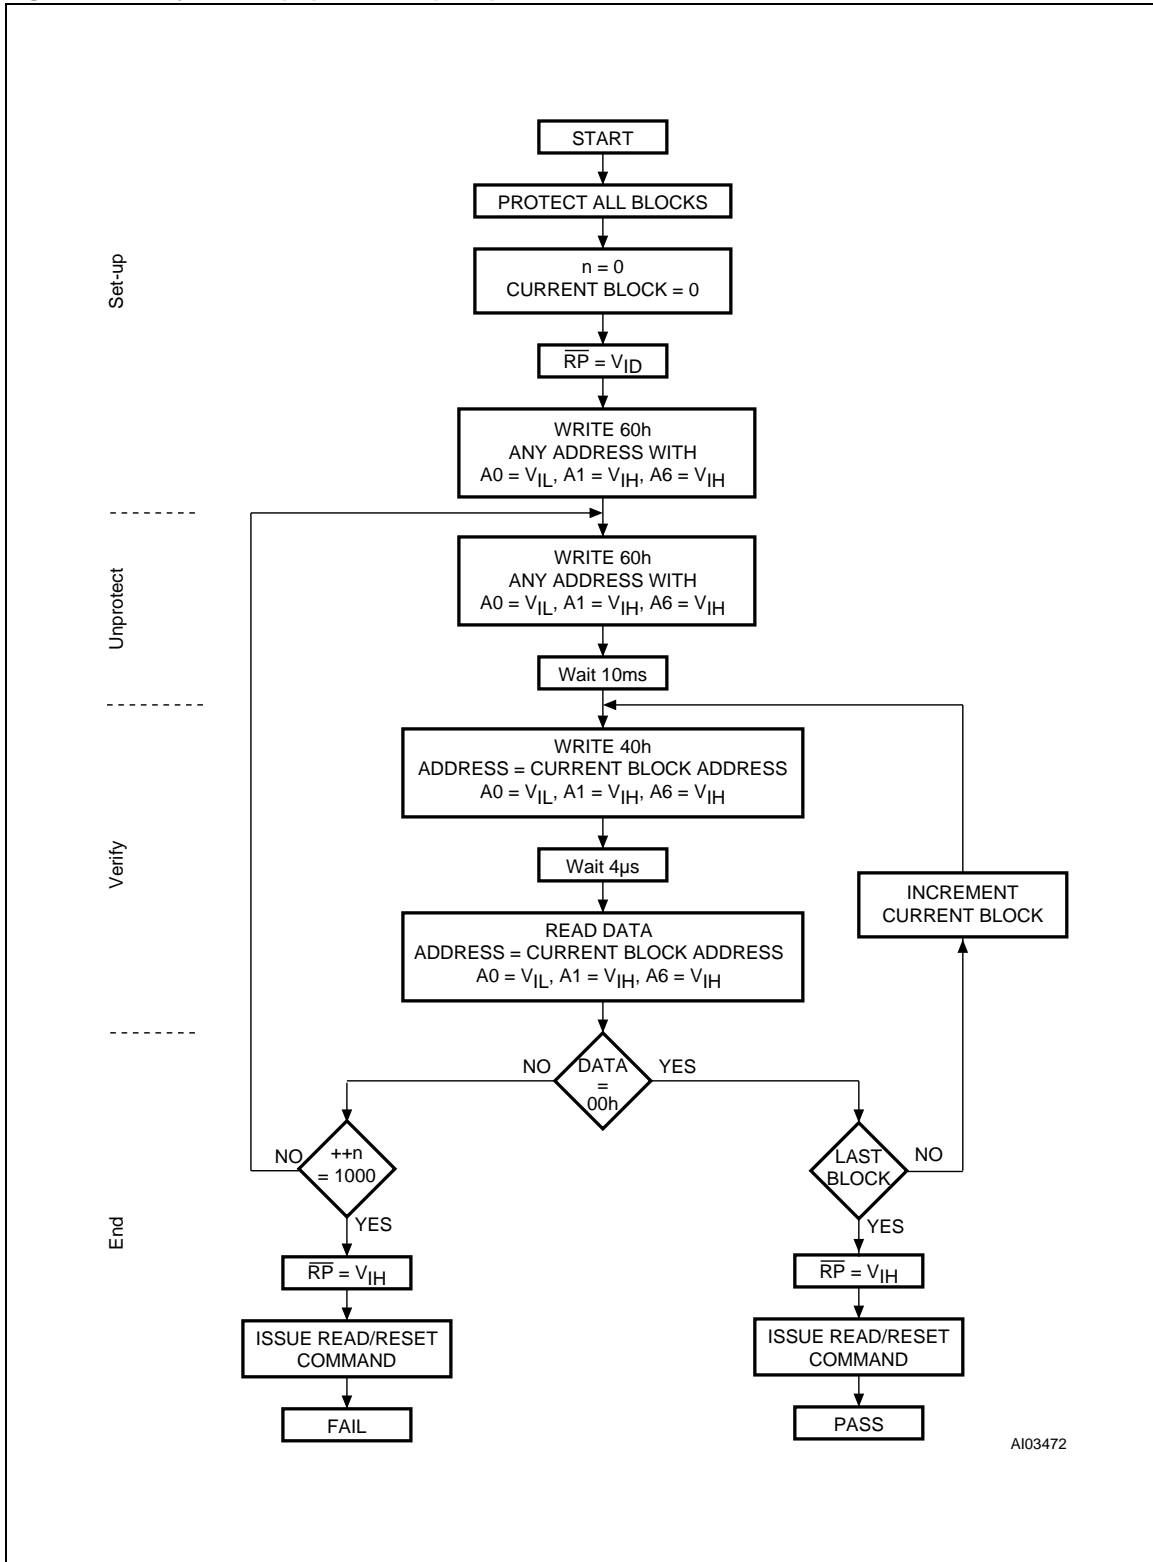 START
PROTECT ALL BLOCKS
n = 0
CURRENT BLOCK = 0
Set-up
RP = VID
WRITE 60h
ANY ADDRESS WITH
A0 = VIL, A1 = VIH, A6 = VIH
WRITE 60h
ANY ADDRESS WITH
A0 = VIL, A1 = VIH, A6 = VIH
Unprotect
Wait 10ms
WRITE 40h
ADDRESS = CURRENT BLOCK ADDRESS
A0 = VIL, A1 = VIH, A6 = VIH
Verify
Wait 4µs
INCREMENT
CURRENT BLOCK
READ DATA
ADDRESS = CURRENT BLOCK ADDRESS
A0 = VIL, A1 = VIH, A6 = VIH
NO
DATA
=
00h
YES
NO
++n
= 1000
YES
LAST
BLOCK
NO
YES
End
RP = VIH
RP = VIH
ISSUE READ/RESET
COMMAND
ISSUE READ/RESET
COMMAND
FAIL
PASS
AI03472